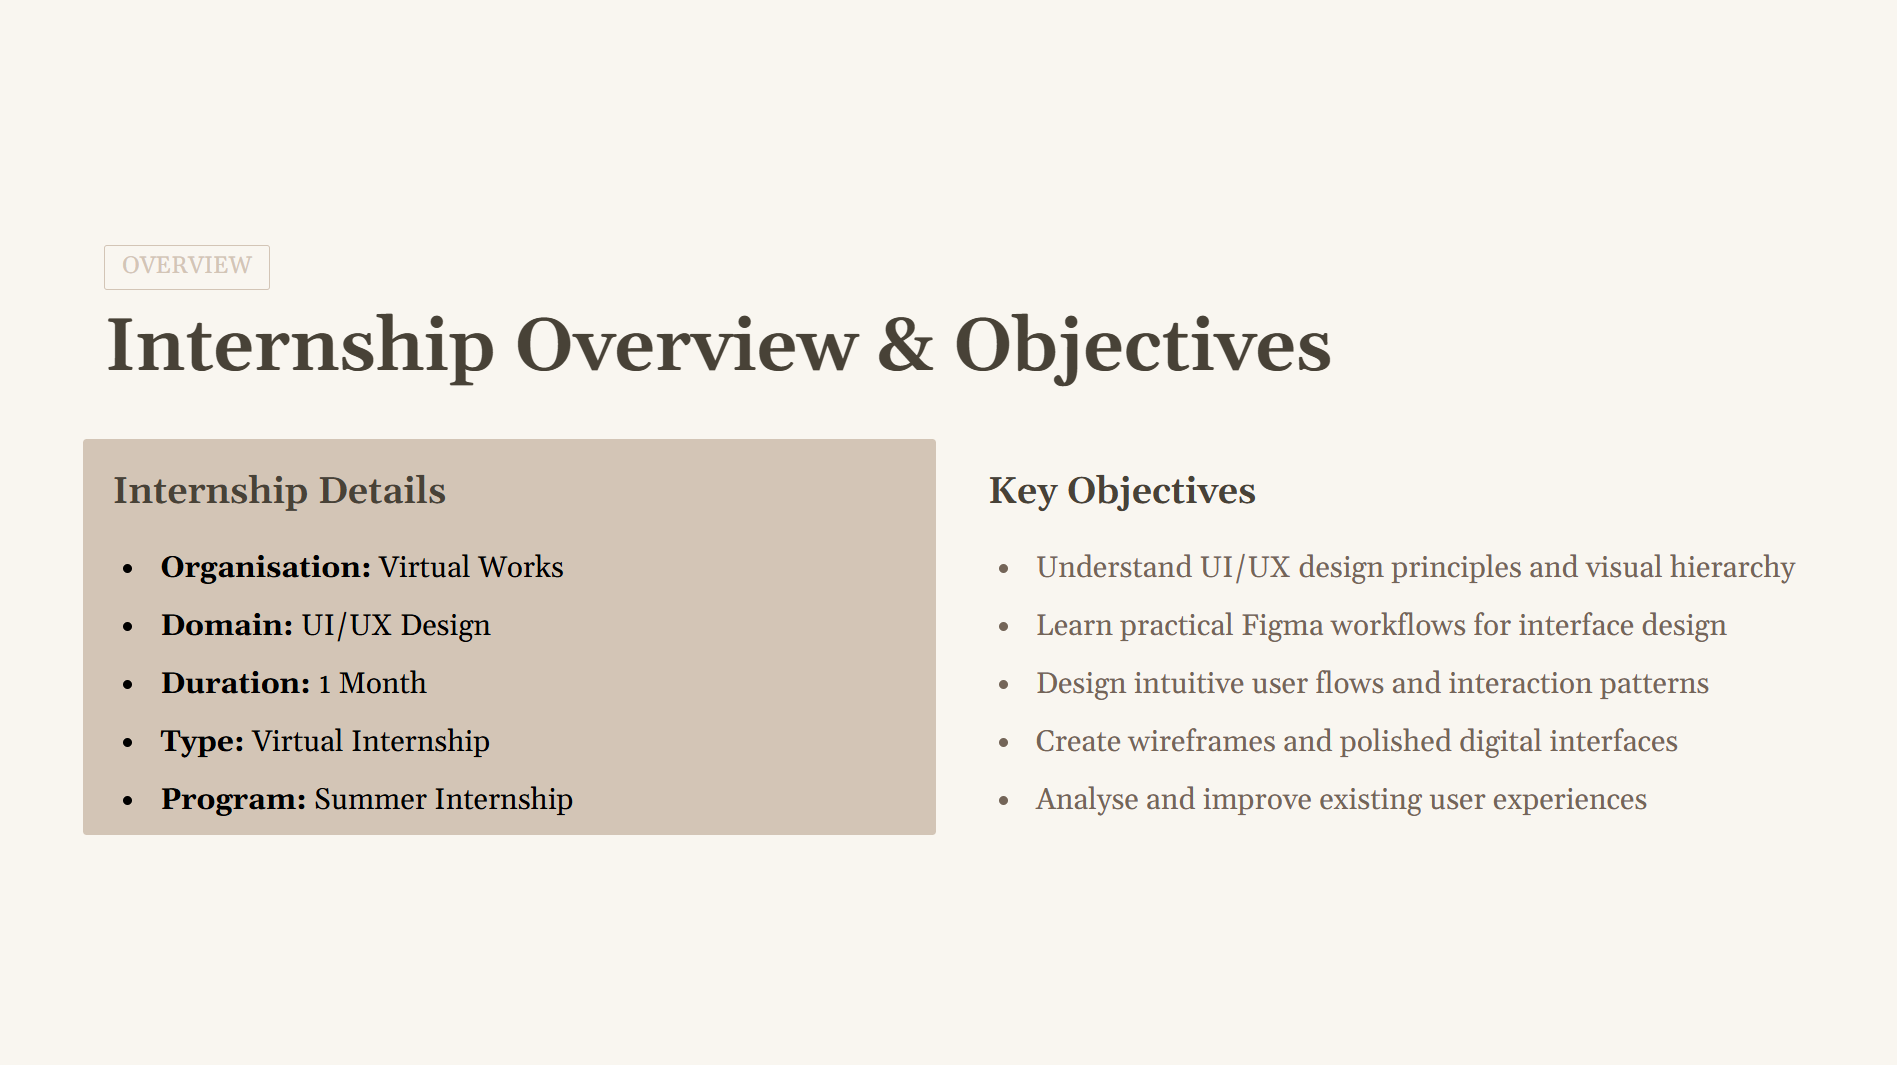 OVERVIEW
Internship Overview & Objectives
Internship Details
• Organisation: Virtual Works
• Domain: UI/UX Design
• Duration: 1 Month
• Type: Virtual Internship
• Program: Summer Internship
Key Objectives
• Understand UI/UX design principles and visual hierarchy
• Learn practical Figma workflows for interface design
• Design intuitive user flows and interaction patterns
• Create wireframes and polished digital interfaces
• Analyse and improve existing user experiences